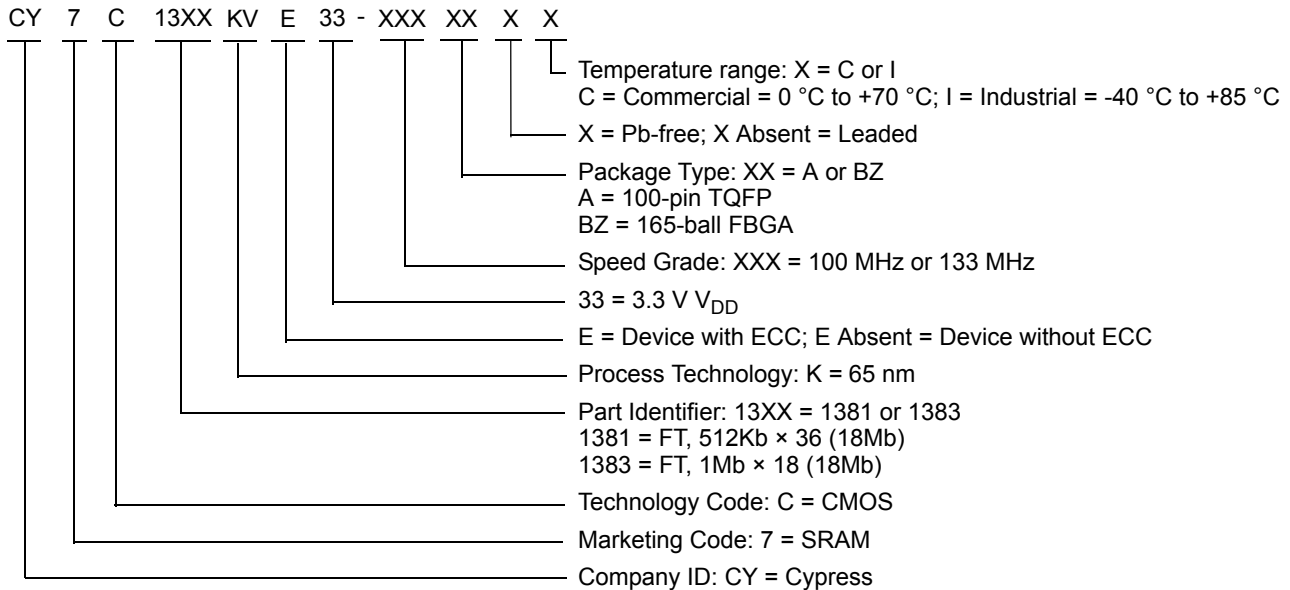 CY 7 C 13XX KV E 33 - XXX XX X X
Temperature range: X = C or I
C = Commercial = 0 °C to +70 °C; I = Industrial = -40 °C to +85 °C
X = Pb-free; X Absent = Leaded
Package Type: XX = A or BZ
A = 100-pin TQFP
BZ = 165-ball FBGA
Speed Grade: XXX = 100 MHz or 133 MHz
33 = 3.3 V VDD
E = Device with ECC; E Absent = Device without ECC
Process Technology: K = 65 nm
Part Identifier: 13XX = 1381 or 1383
1381 = FT, 512Kb × 36 (18Mb)
1383 = FT, 1Mb × 18 (18Mb)
Technology Code: C = CMOS
Marketing Code: 7 = SRAM
Company ID: CY = Cypress